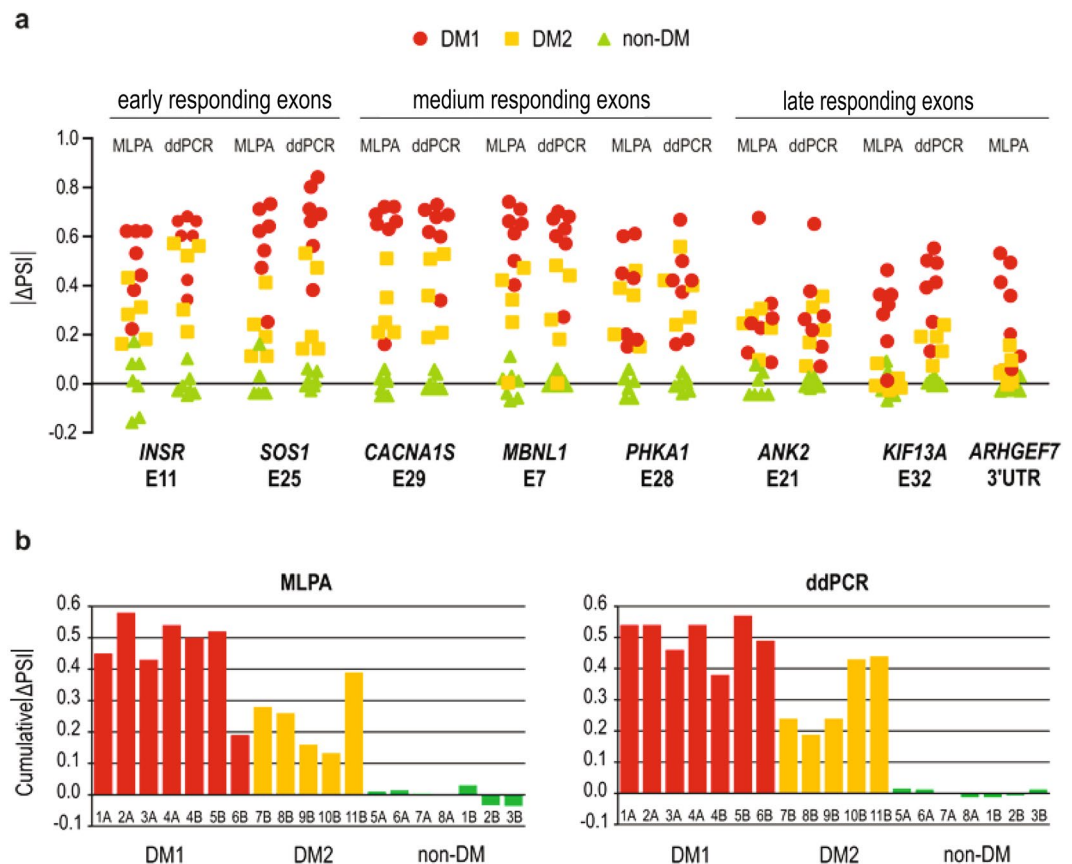 a
DM1 DM2 non-DM
early responding exons medium responding exons late responding exons
MLPA ddPCR MLPA ddPCR MLPA ddPCR MLPA ddPCR MLPA ddPCR MLPA ddPCR MLPA ddPCR MLPA
|ΔPSI|
1.0
0.8
0.6
0.4
0.2
0.0
-0.2
INSR SOS1 CACNA1S MBNL1 PHKA1 ANK2 KIF13A ARHGEF7
E11 E25 E29 E7 E28 E21 E32 3'UTR
b
MLPA
Cumulative|ΔPSI|
0.6
0.5
0.4
0.3
0.2
0.1
0.0
-0.1
1A 2A 3A 4A 4B 5B 6B 7B 8B 9B 10B 11B 5A 6A 7A 8A 1B 2B 3B
DM1 DM2 non-DM
ddPCR
0.6
0.5
0.4
0.3
0.2
0.1
0.0
-0.1
1A 2A 3A 4A 4B 5B 6B 7B 8B 9B 10B 11B 5A 6A 7A 8A 1B 2B 3B
DM1 DM2 non-DM